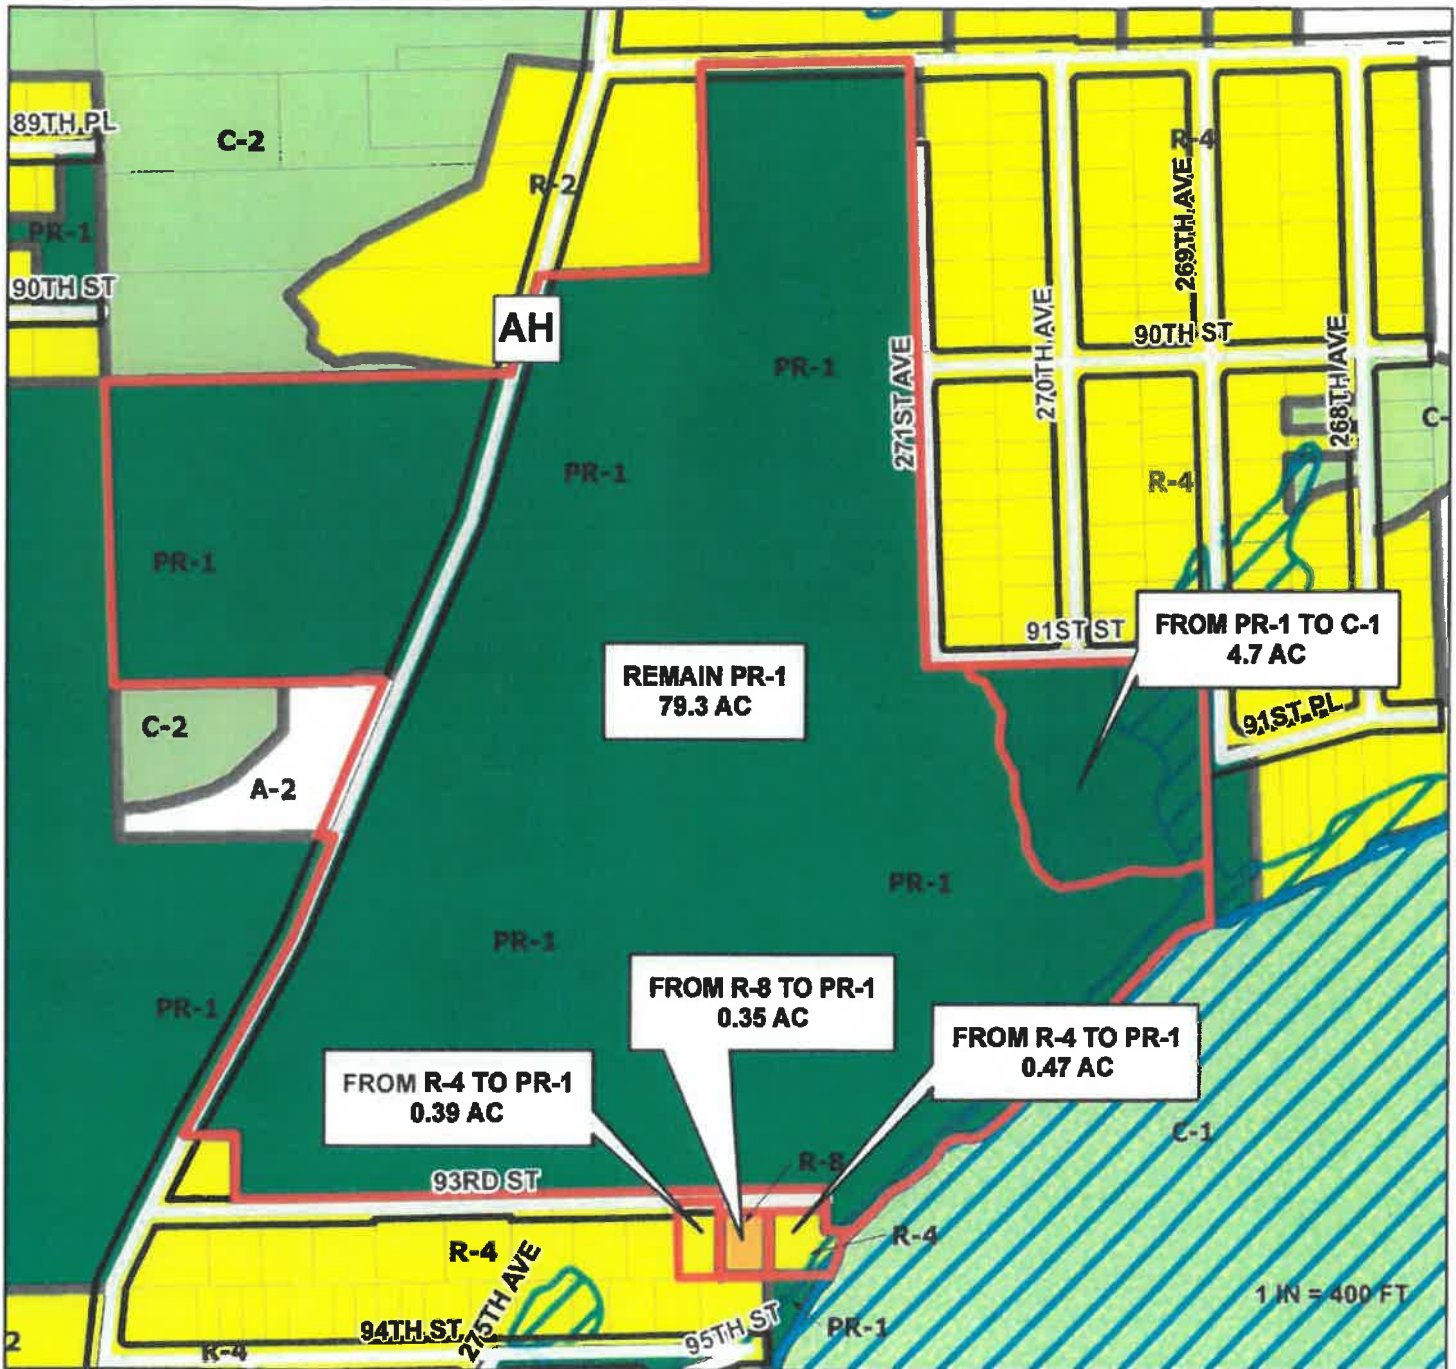 89TH PL
C-2
R-4
R-2
269TH AVE
PR-1
90TH ST
AH
270TH AVE
90TH ST
268TH AVE
PR-1
271ST AVE
C-
PR-1
R-4
PR-1
91ST ST
FROM PR-1 TO C-1
4.7 AC
REMAIN PR-1
79.3 AC
C-2
91ST PL
A-2
PR-1
PR-1
PR-1
FROM R-8 TO PR-1
0.35 AC
FROM R-4 TO PR-1
0.47 AC
FROM R-4 TO PR-1
0.39 AC
C-1
R-8
93RD ST
R-4
R-4
275TH AVE
1 IN = 400 FT
94TH ST
95TH ST
PR-1
2
R-4